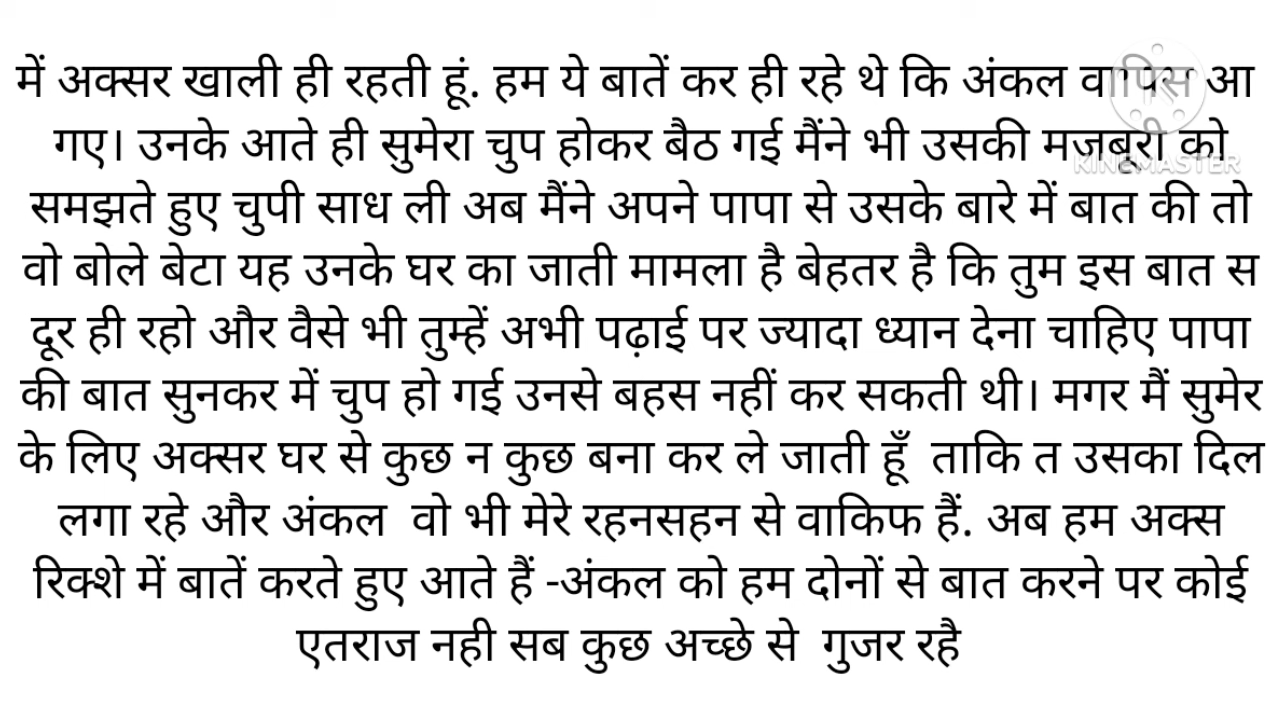 में अक्सर खाली ही रहती हूं. हम ये बातें कर ही रहे थे कि अंकल वापिस आ
गए। उनके आते ही सुमेरा चुप होकर बैठ गई मैंने भी उसकी मजबूरी को
समझते हुए चुपी साध ली अब मैंने अपने पापा से उसके बारे में बात की तो
वो बोले बेटा यह उनके घर का जाती मामला है बेहतर है कि तुम इस बात स
दूर ही रहो और वैसे भी तुम्हें अभी पढ़ाई पर ज्यादा ध्यान देना चाहिए पापा
की बात सुनकर में चुप हो गई उनसे बहस नहीं कर सकती थी। मगर मैं सुमेर
के लिए अक्सर घर से कुछ न कुछ बना कर ले जाती हूँ ताकि त उसका दिल
लगा रहे और अंकल वो भी मेरे रहनसहन से वाकिफ हैं. अब हम अक्स
रिक्शे में बातें करते हुए आते हैं -अंकल को हम दोनों से बात करने पर कोई
एतराज नही सब कुछ अच्छे से गुजर रहै
KINEMASTER